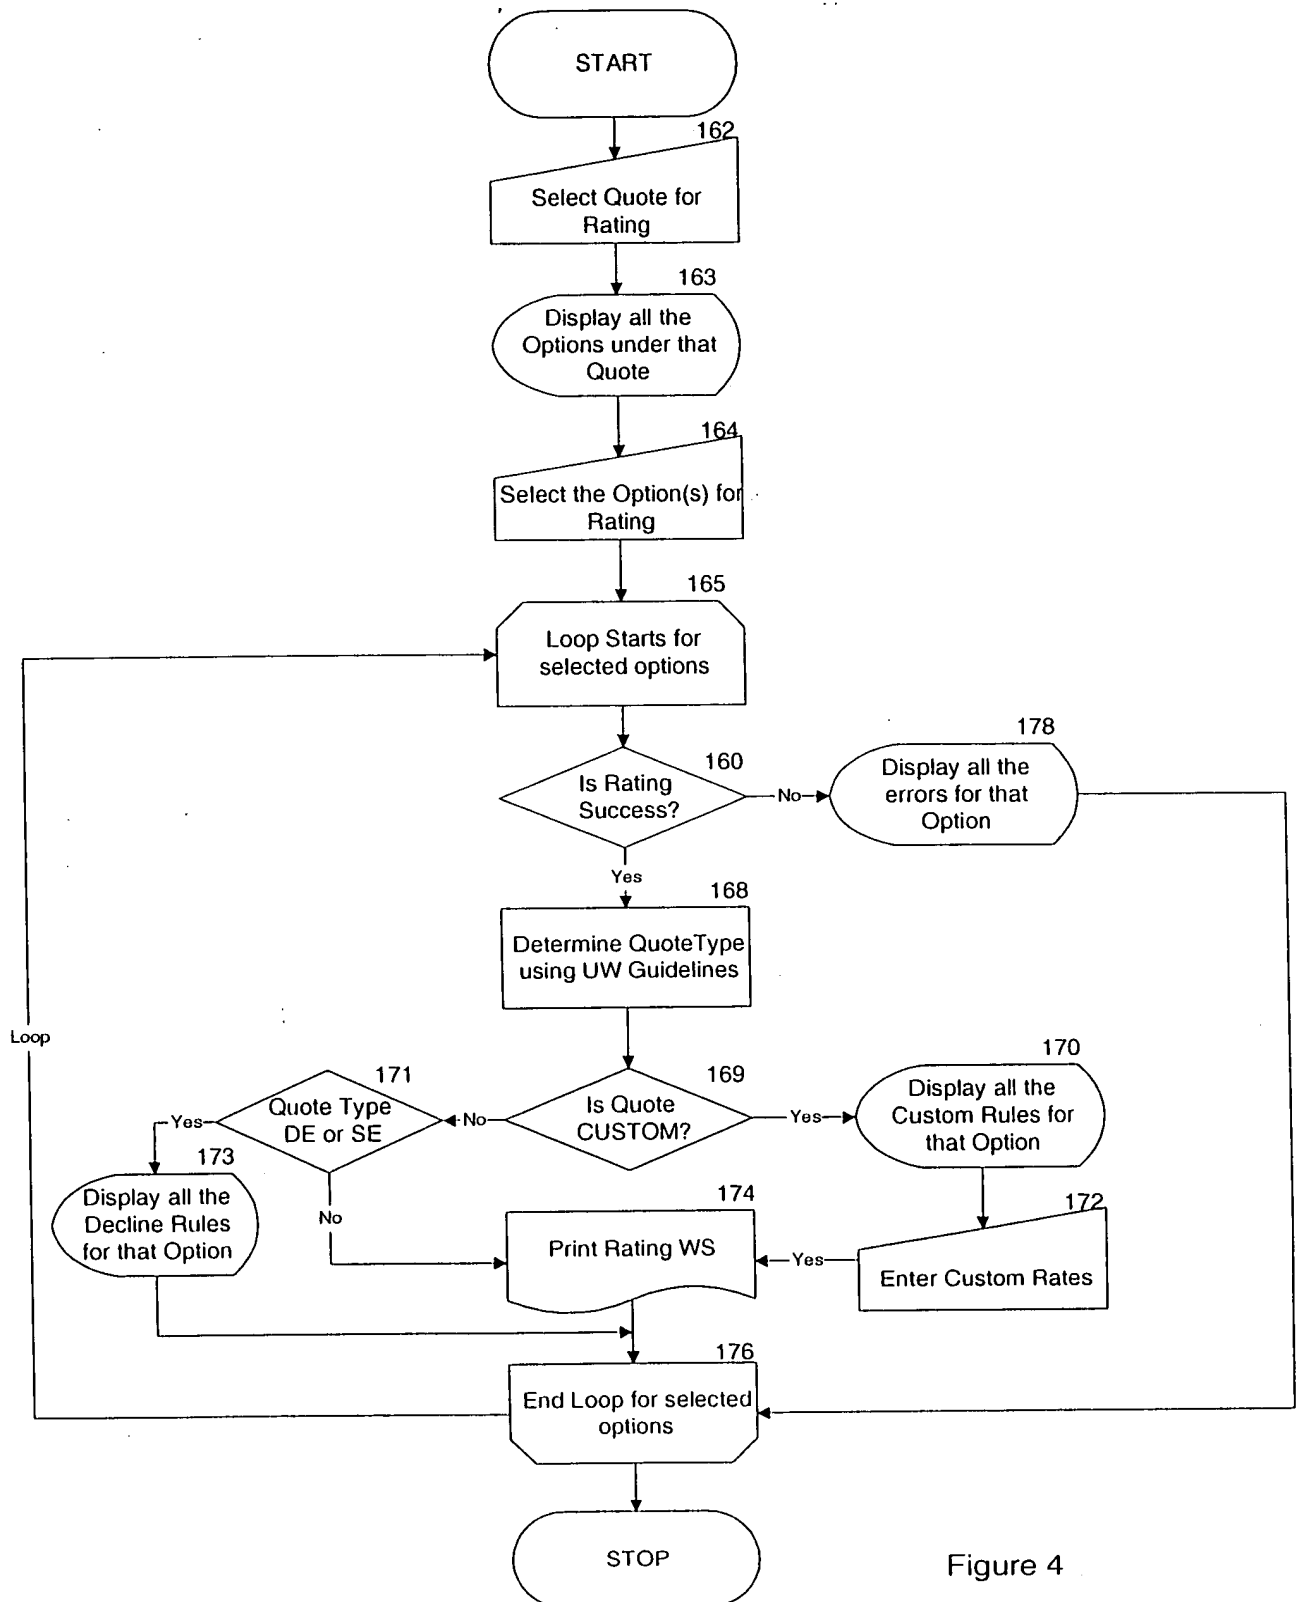 START
162
Select Quote for
Rating
163
Display all the
Options under that
Quote
164
Select the Option(s) for
Rating
165
Loop Starts for
selected options
160
Is Rating
Success?
No
178
Display all the
errors for that
Option
Yes
168
Determine QuoteType
using UW Guidelines
Loop
171
Quote Type
DE or SE
No
169
Is Quote
CUSTOM?
Yes
170
Display all the
Custom Rules for
that Option
Yes
173
Display all the
Decline Rules
for that Option
No
174
Print Rating WS
Yes
172
Enter Custom Rates
176
End Loop for selected
options
STOP
Figure 4